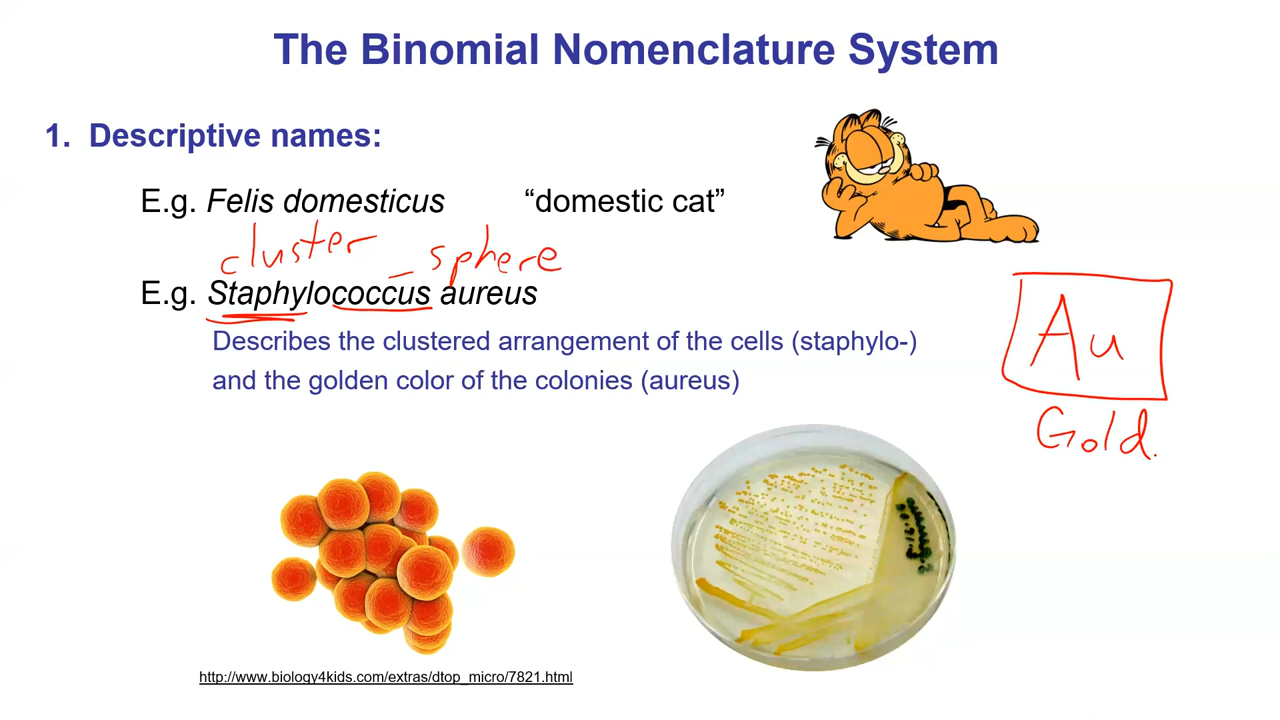 The Binomial Nomenclature System
1. Descriptive names:
E.g. Felis domesticus “domestic cat”
cluster – sphere
E.g. Staphylococcus aureus
Describes the clustered arrangement of the cells (staphylo-)
and the golden color of the colonies (aureus)
Au
Gold.
http://www.biology4kids.com/extras/dtop_micro/7821.html